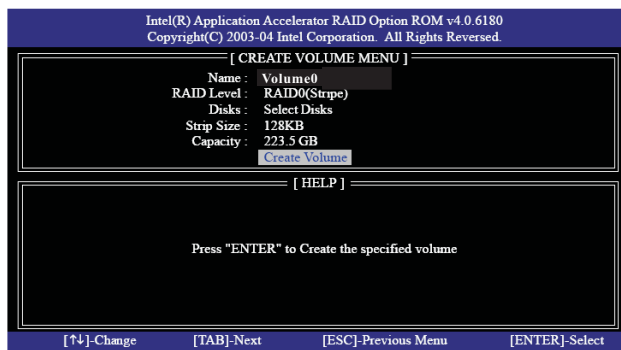 Intel(R) Application Accelerator RAID Option ROM v4.0.6180
Copyright(C) 2003-04 Intel Corporation. All Rights Reversed.
[ CREATE VOLUME MENU ]
Name : Volume0
RAID Level : RAID0(Stripe)
Disks : Select Disks
Strip Size : 128KB
Capacity : 223.5 GB
Create Volume
[ HELP ]
Press "ENTER" to Create the specified volume
[↑↓]-Change [TAB]-Next [ESC]-Previous Menu [ENTER]-Select